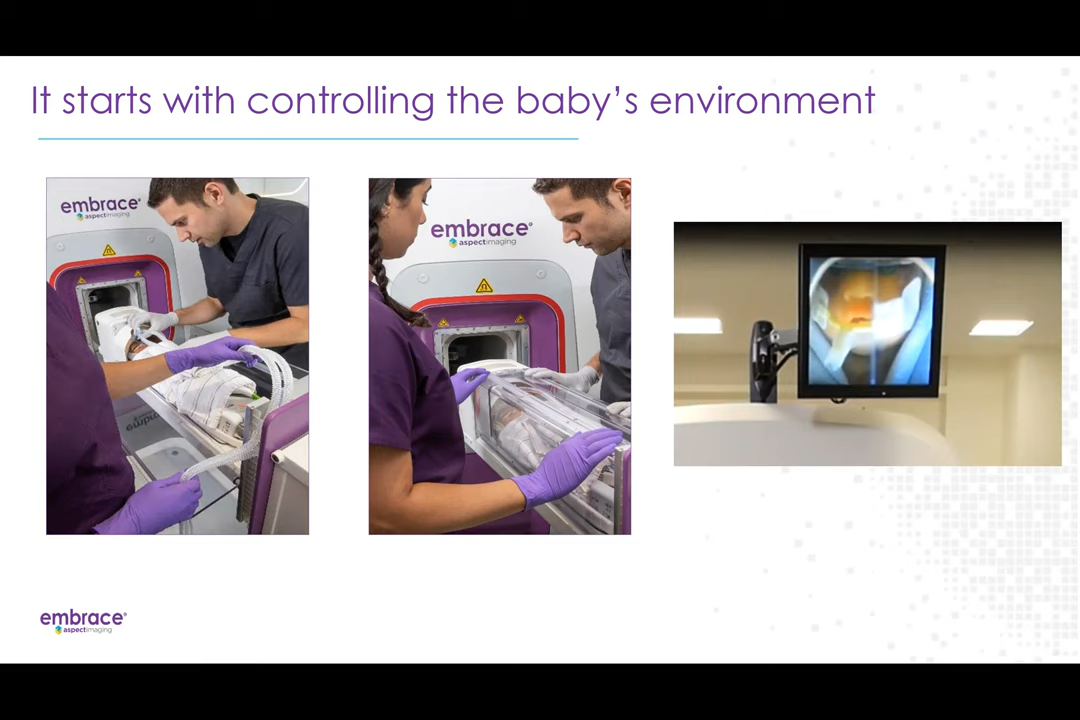 It starts with controlling the baby's environment
embrace®
aspectimaging
embrace®
aspectimaging
embrace®
aspectimaging